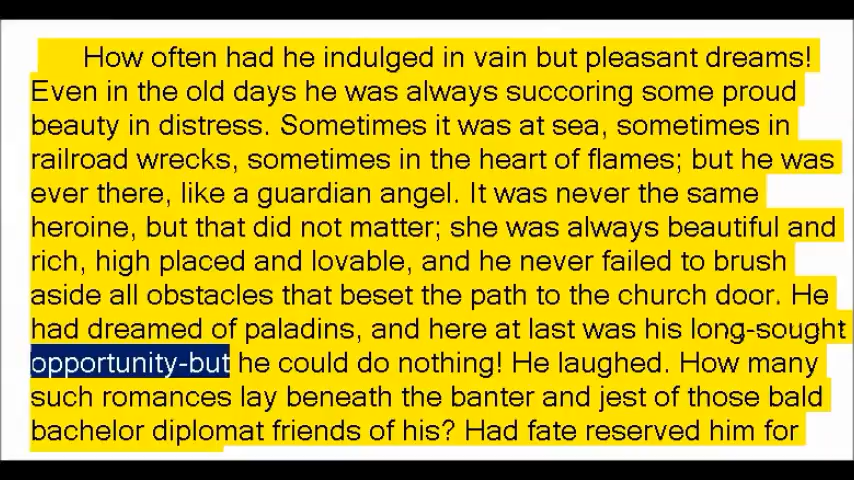 How often had he indulged in vain but pleasant dreams!
Even in the old days he was always succoring some proud
beauty in distress. Sometimes it was at sea, sometimes in
railroad wrecks, sometimes in the heart of flames; but he was
ever there, like a guardian angel. It was never the same
heroine, but that did not matter; she was always beautiful and
rich, high placed and lovable, and he never failed to brush
aside all obstacles that beset the path to the church door. He
had dreamed of paladins, and here at last was his long-sought
opportunity-but he could do nothing! He laughed. How many
such romances lay beneath the banter and jest of those bald
bachelor diplomat friends of his? Had fate reserved him for